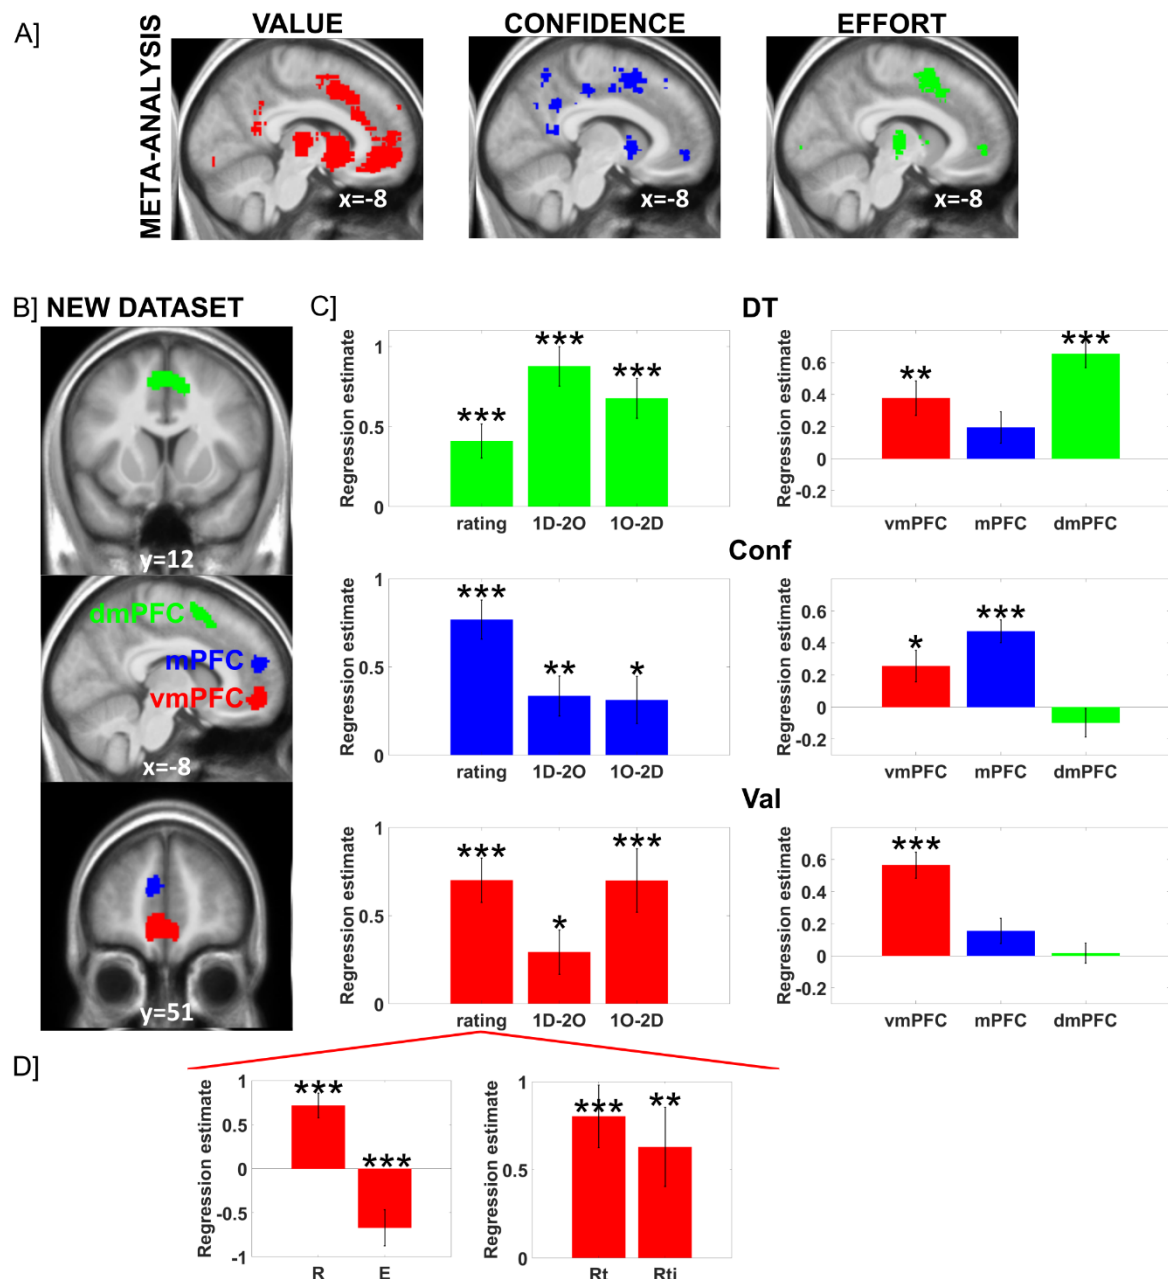 A]
META-ANALYSIS
VALUE
CONFIDENCE
EFFORT
x=-8
x=-8
x=-8
B] NEW DATASET
y=12
dmPFC
mPFC
vmPFC
x=-8
y=51
C]
DT
Regression estimate
1
0.5
0
***
***
***
rating 1D-2O 1O-2D
Regression estimate
0.6
0.4
0.2
0
-0.2
**
***
vmPFC mPFC dmPFC
Conf
Regression estimate
1
0.5
0
***
**
*
rating 1D-2O 1O-2D
Regression estimate
0.6
0.4
0.2
0
-0.2
*
***
vmPFC mPFC dmPFC
Val
Regression estimate
1
0.5
0
***
*
***
rating 1D-2O 1O-2D
Regression estimate
0.6
0.4
0.2
0
-0.2
***
vmPFC mPFC dmPFC
D]
Regression estimate
1
0.5
0
-0.5
-1
***
***
R E
Regression estimate
1
0.5
0
***
**
Rt Rti